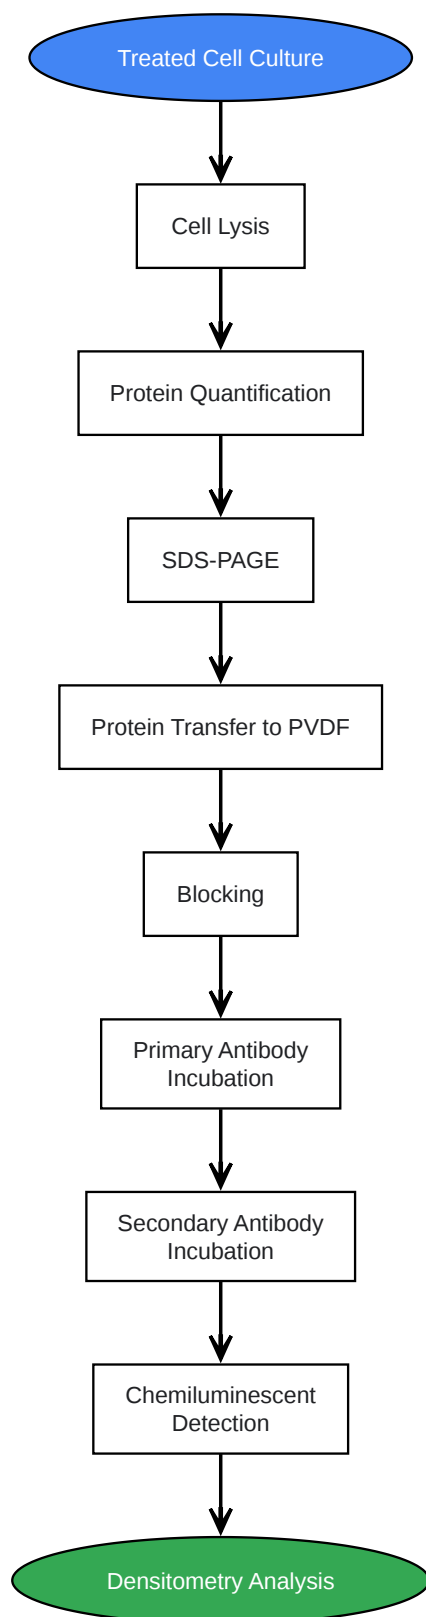 Treated Cell Culture
Cell Lysis
Protein Quantification
SDS-PAGE
Protein Transfer to PVDF
Blocking
Primary Antibody
Incubation
Secondary Antibody
Incubation
Chemiluminescent
Detection
Densitometry Analysis